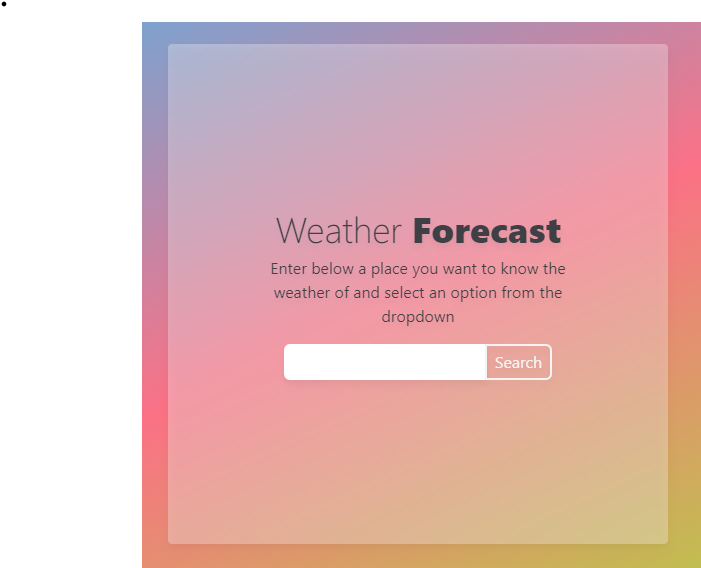 Weather Forecast
Enter below a place you want to know the
weather of and select an option from the
dropdown
Search